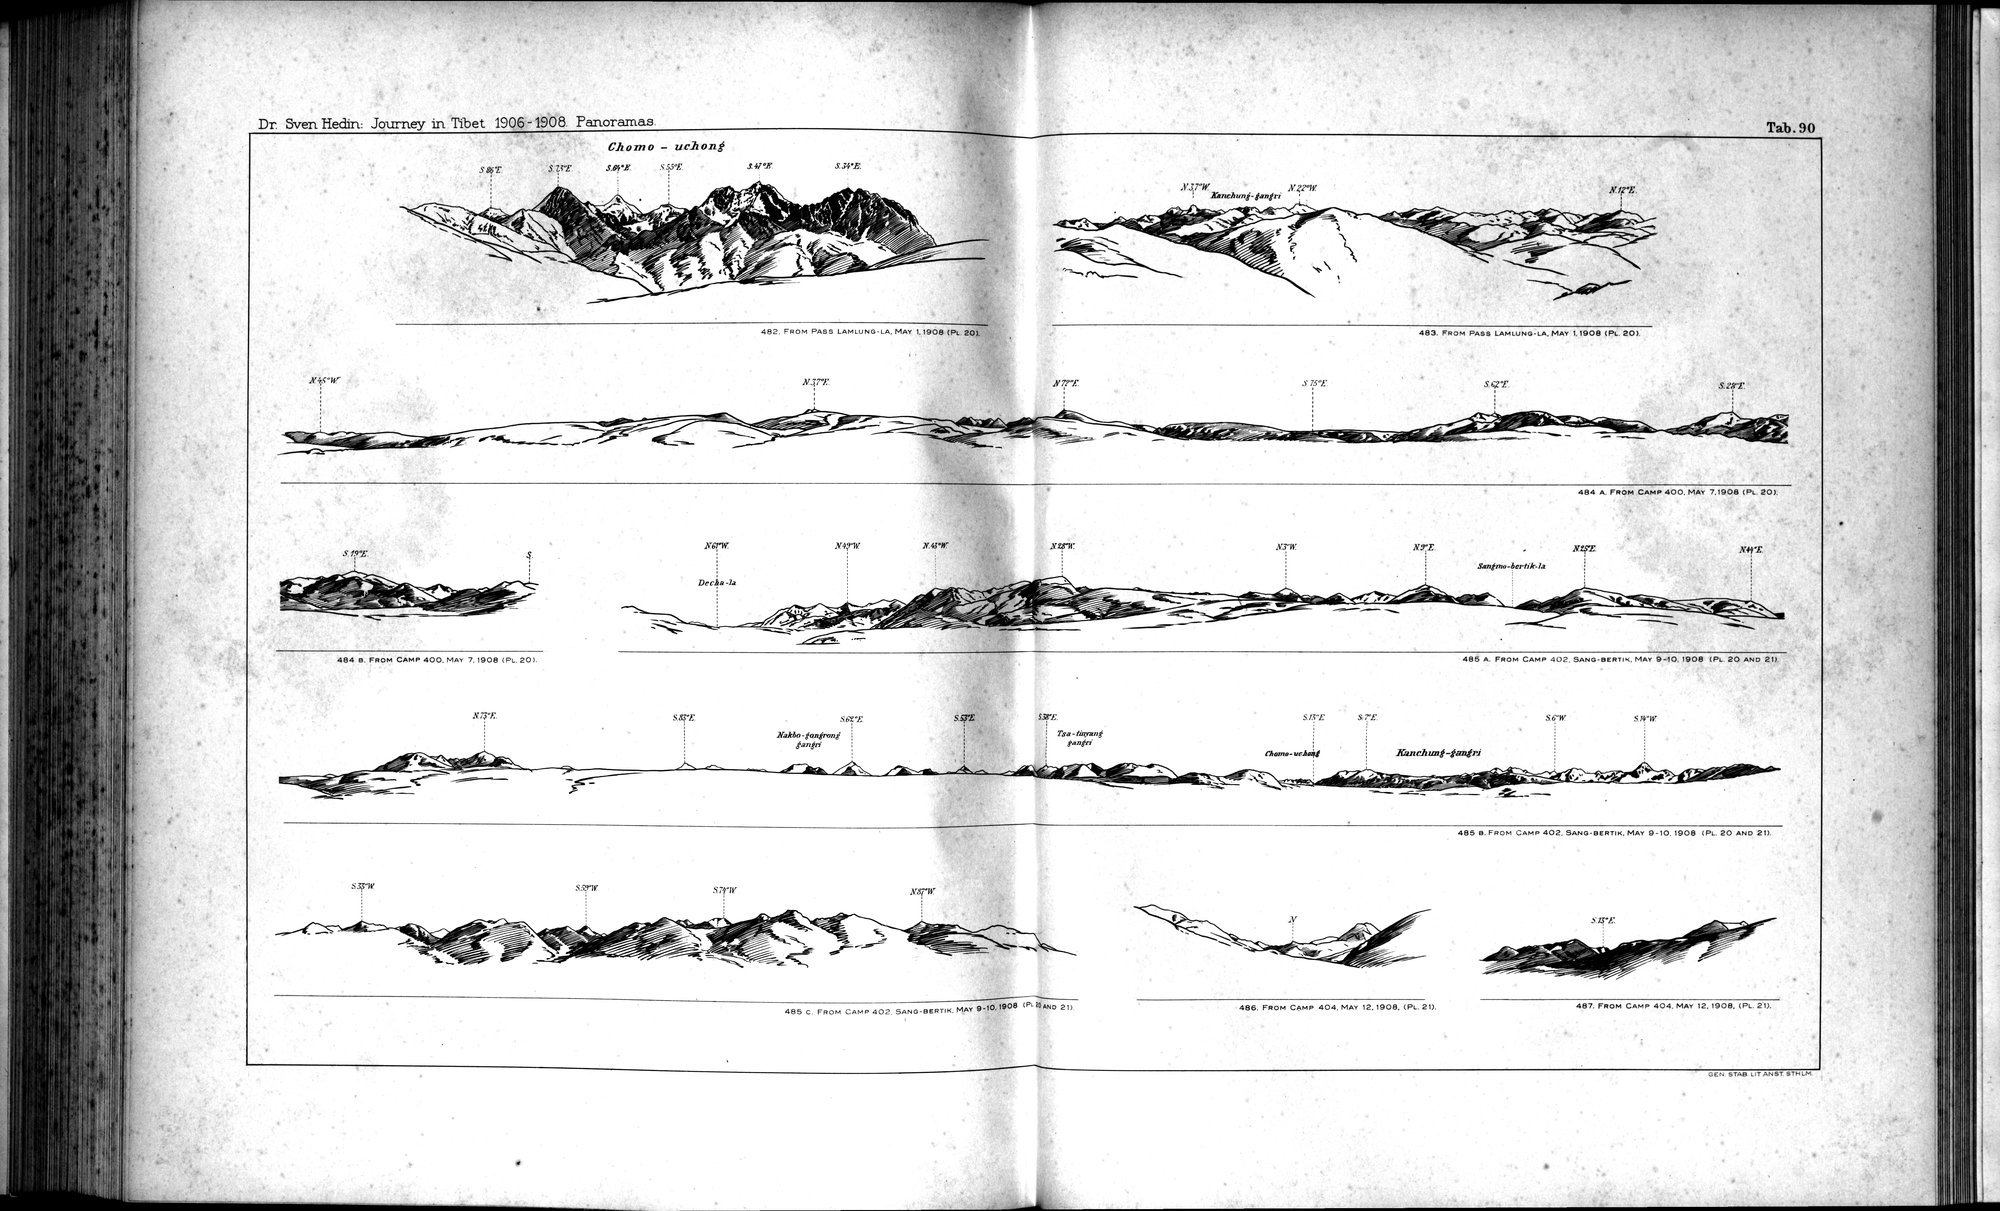 Dr. Sven Hedin: Journey in Tibet 1906-1908. Panoramas.
Tab. 90
Chomo - uchong
S.86°E. S.73°E. S.64°E. S.55°E. S.47°E. S.34°E.
482. From Pass Lamlung-la, May 1, 1908 (Pl. 20).
N.37°W. Kanchung-gangri N.22°W. N.12°E.
483. From Pass Lamlung-la, May 1, 1908 (Pl. 20).
N.45°W. N.37°E. N.72°E. S.75°E. S.62°E. S.28°E.
484 A. From Camp 400, May 7, 1908 (Pl. 20).
S.19°E. S.
484 B. From Camp 400, May 7, 1908 (Pl. 20).
N.61°W. N.49°W. N.43°W. N.28°W. N.3°W. N.9°E. N.25°E. N.44°E.
Decha-la
Sangmo-bertik-la
485 A. From Camp 402, Sang-bertik, May 9-10, 1908 (Pl. 20 and 21).
N.73°E. S.83°E. S.62°E. S.53°E. S.38°E. S.13°E. S.7°E. S.6°W. S.14°W.
Nakbo-gongrong gangri
Tsa-tinyang gangri
Chomo-uchong
Kanchung-gangri
485 B. From Camp 402, Sang-bertik, May 9-10, 1908 (Pl. 20 and 21).
S.33°W. S.59°W. S.74°W. N.87°W.
485 C. From Camp 402, Sang-bertik, May 9-10, 1908 (Pl. 20 and 21).
N
486. From Camp 404, May 12, 1908, (Pl. 21).
S.13°E.
487. From Camp 404, May 12, 1908, (Pl. 21).
GEN. STAB. LIT. ANST. STHLM.